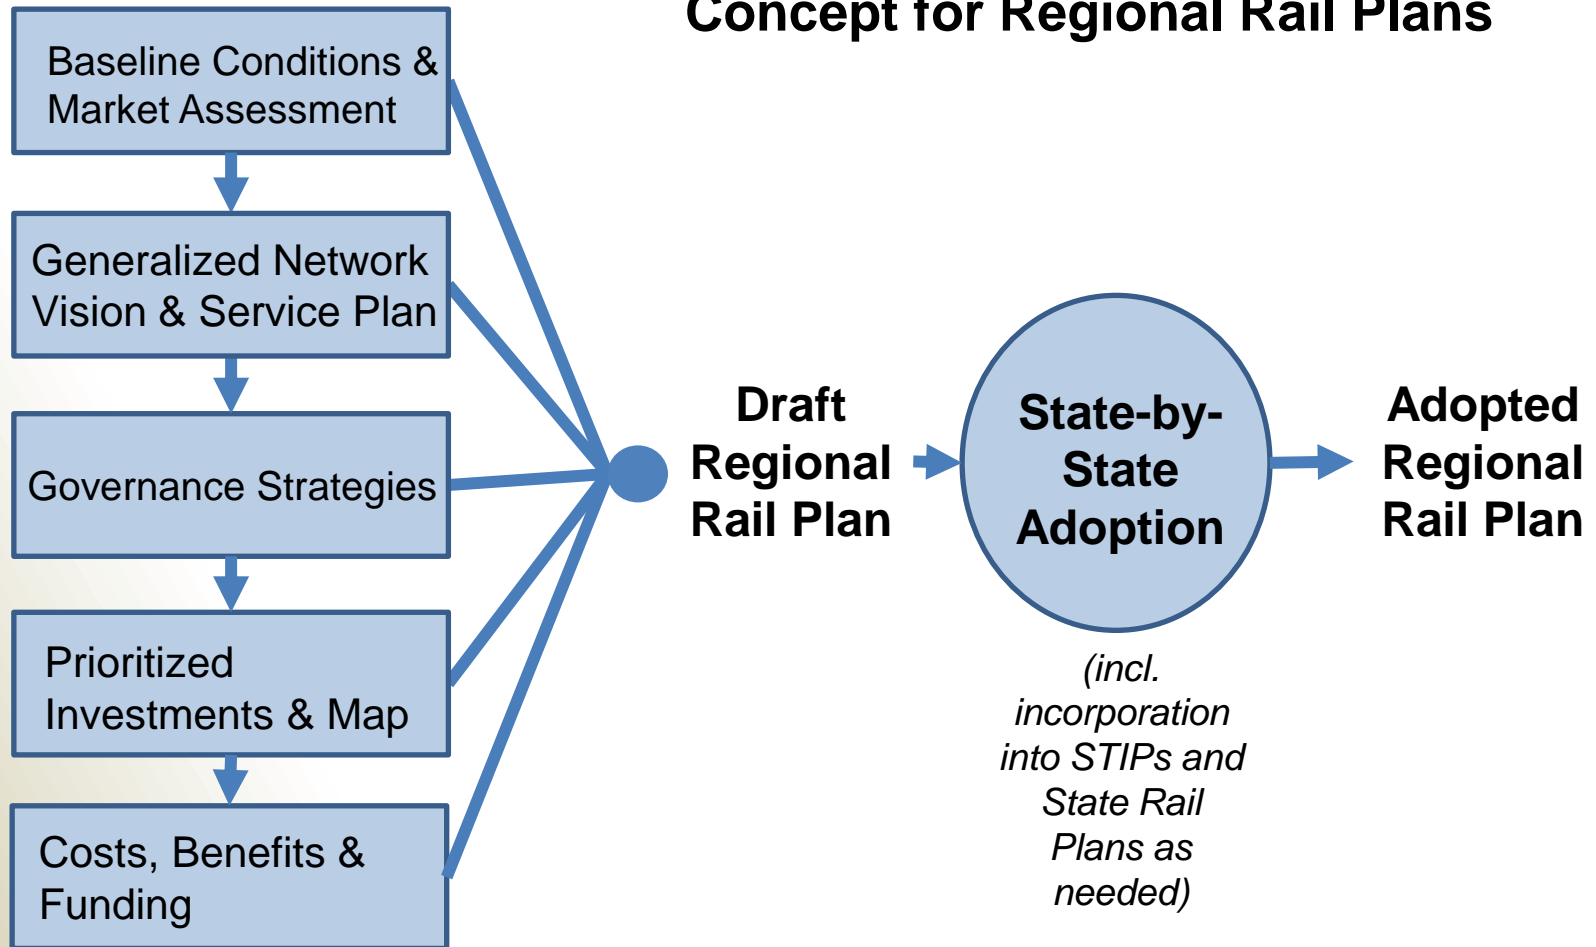 Concept for Regional Rail Plans
Baseline Conditions &
Market Assessment
Generalized Network
Vision & Service Plan
Governance Strategies
Prioritized
Investments & Map
Costs, Benefits &
Funding
Draft
Regional
Rail Plan
State-by-
State
Adoption
(incl.
incorporation
into STIPs and
State Rail
Plans as
needed)
Adopted
Regional
Rail Plan